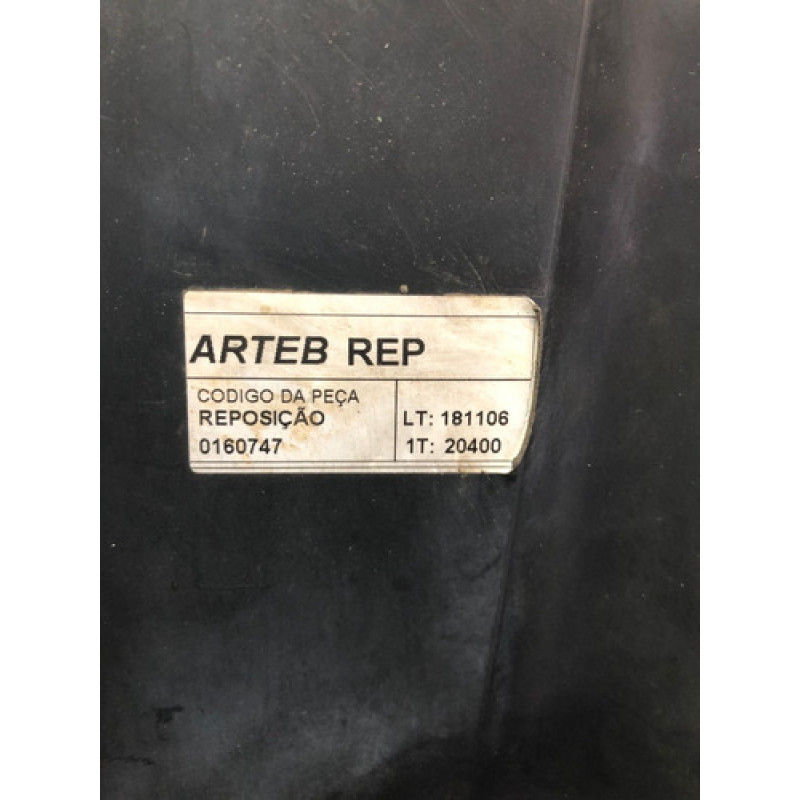 ARTEB REP
CODIGO DA PEÇA
REPOSIÇÃO
0160747
LT: 181106
1T: 20400